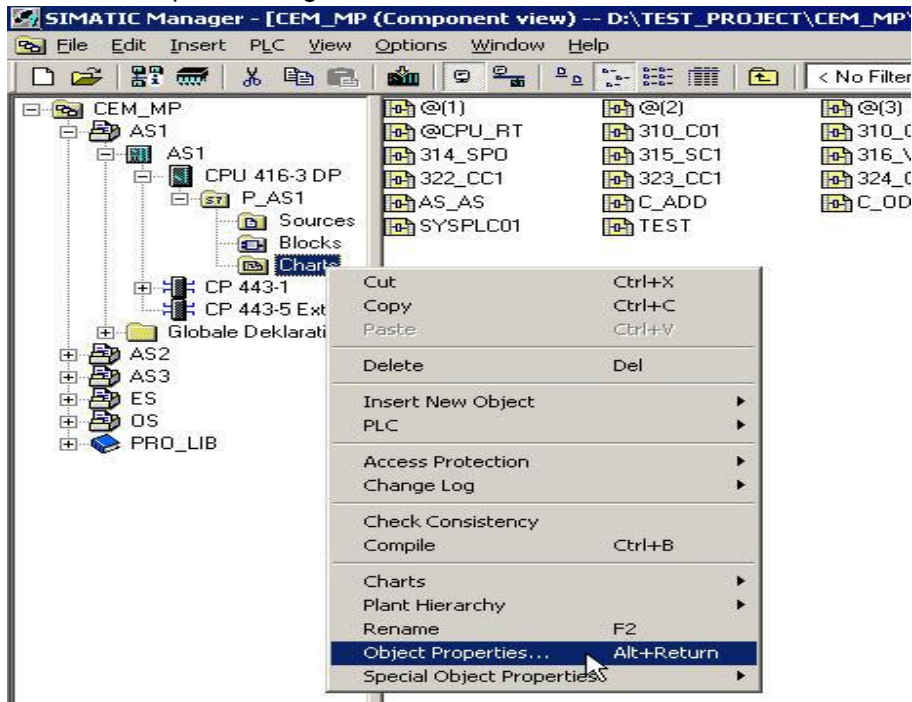 SIMATIC Manager - [CEM_MP (Component view) -- D:\TEST_PROJECT\CEM_MP\
File Edit Insert PLC View Options Window Help
< No Filter
CEM_MP
AS1
AS1
CPU 416-3 DP
P_AS1
Sources
Blocks
Charts
CP 443-1
CP 443-5 Ext
Globale Deklarati
AS2
AS3
ES
OS
PRO_LIB
@(1) @(2) @(3)
@CPU_RT 310_C01 310_C
314_SP0 315_SC1 316_V
322_CC1 323_CC1 324_C
AS_AS C_ADD C_OD
SYSPLC01 TEST
Cut Ctrl+X
Copy Ctrl+C
Paste Ctrl+V
Delete Del
Insert New Object
PLC
Access Protection
Change Log
Check Consistency
Compile Ctrl+B
Charts
Plant Hierarchy
Rename F2
Object Properties... Alt+Return
Special Object Properties